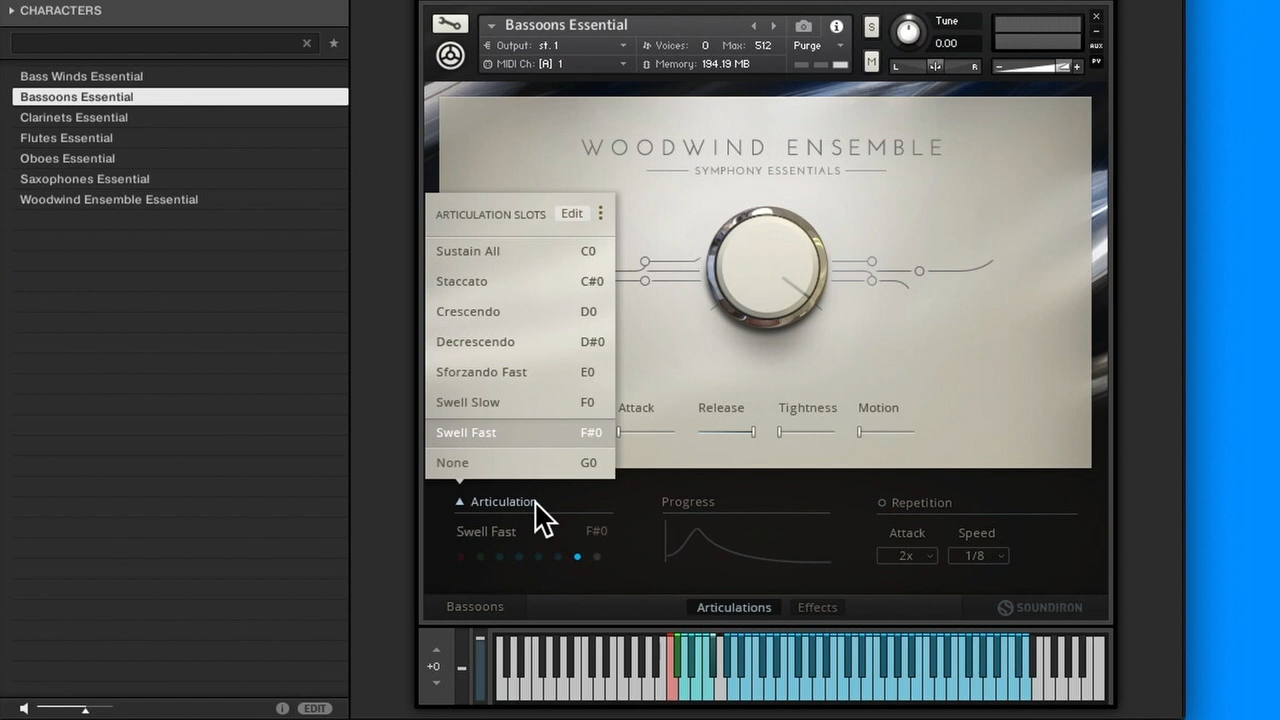 CHARACTERS
Bass Winds Essential
Bassoons Essential
Clarinets Essential
Flutes Essential
Oboes Essential
Saxophones Essential
Woodwind Ensemble Essential
EDIT
Bassoons Essential
Output: st. 1
Voices: 0 Max: 512
Purge
MIDI Ch: [A] 1
Memory: 194.19 MB
S
M
Tune
0.00
L R
AUX
PV
WOODWIND ENSEMBLE
SYMPHONY ESSENTIALS
ARTICULATION SLOTS Edit
Sustain All C0
Staccato C#0
Crescendo D0
Decrescendo D#0
Sforzando Fast E0
Swell Slow F0
Swell Fast F#0
None G0
Attack Release Tightness Motion
Articulation
Swell Fast F#0
Progress
Repetition
Attack Speed
2x 1/8
Bassoons
Articulations Effects
SOUNDIRON
+0